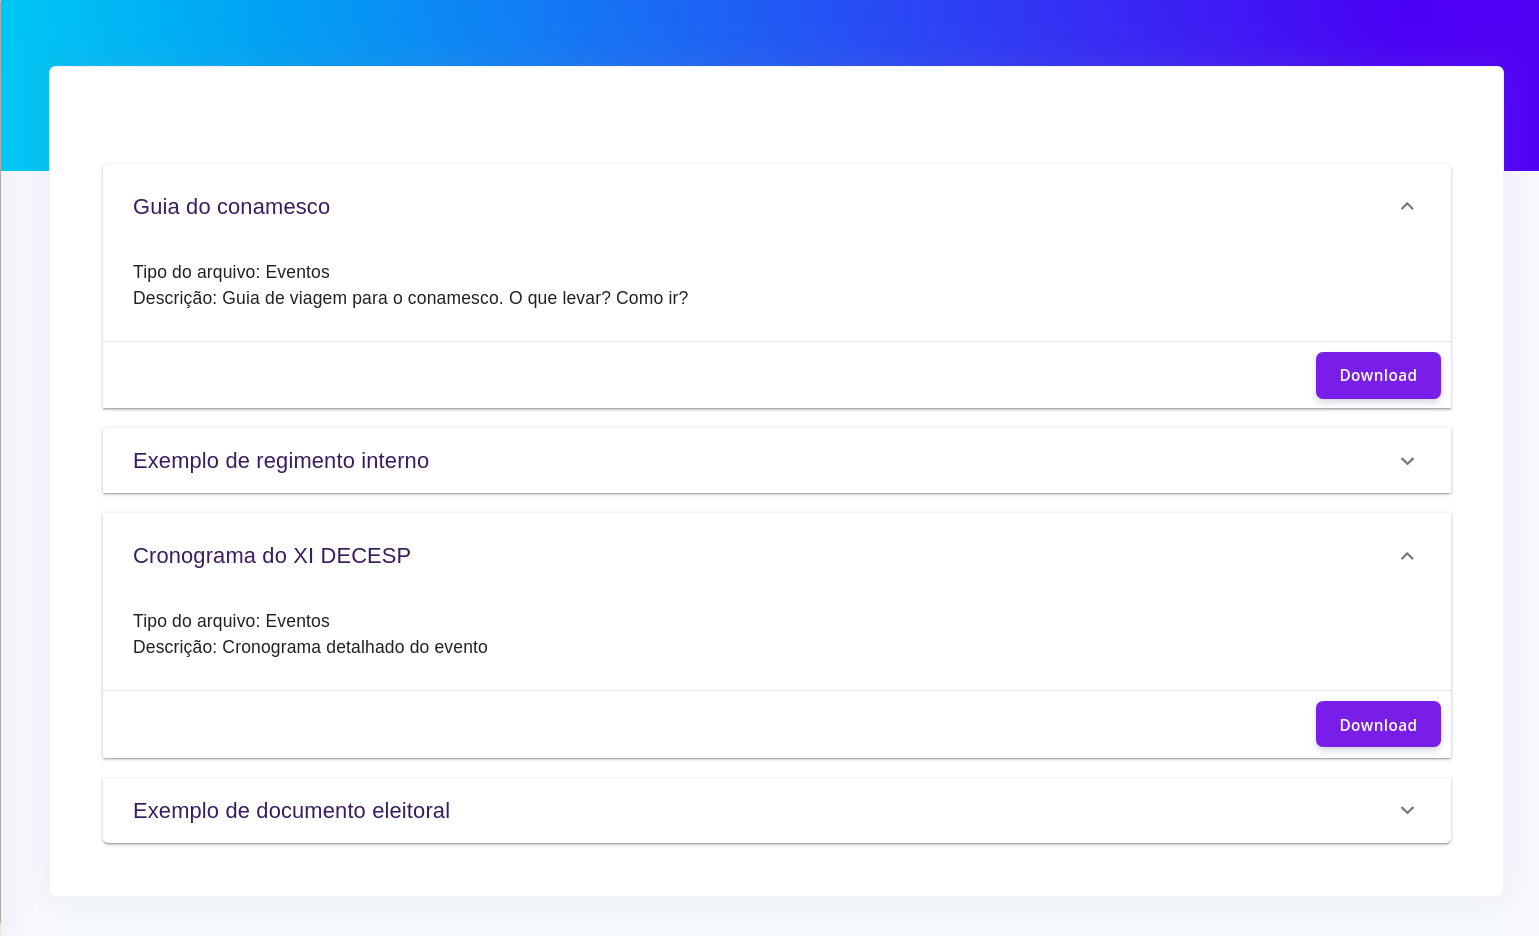 Guia do conamesco
Tipo do arquivo: Eventos
Descrição: Guia de viagem para o conamesco. O que levar? Como ir?
Download
Exemplo de regimento interno
Cronograma do XI DECESP
Tipo do arquivo: Eventos
Descrição: Cronograma detalhado do evento
Download
Exemplo de documento eleitoral